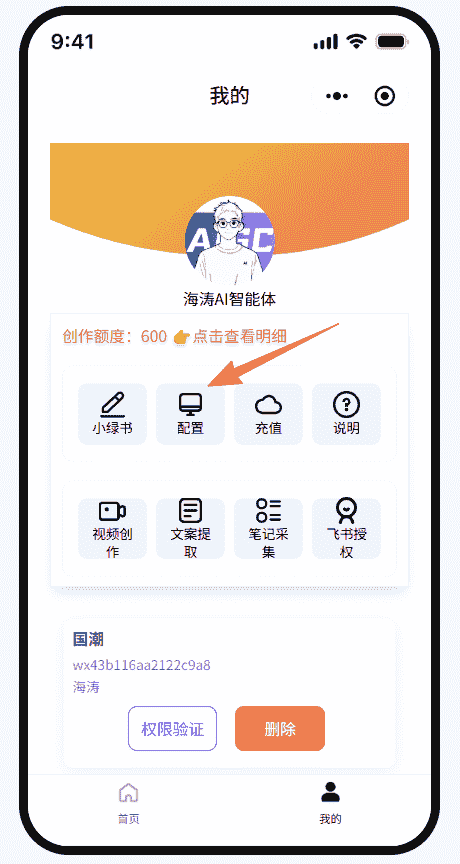 9:41
我的
AIGC
海涛AI智能体
创作额度：600 👉点击查看明细
小绿书 配置 充值 说明
视频创作 文案提取 笔记采集 飞书授权
国潮
wx43b116aa2122c9a8
海涛
权限验证 删除
首页 我的